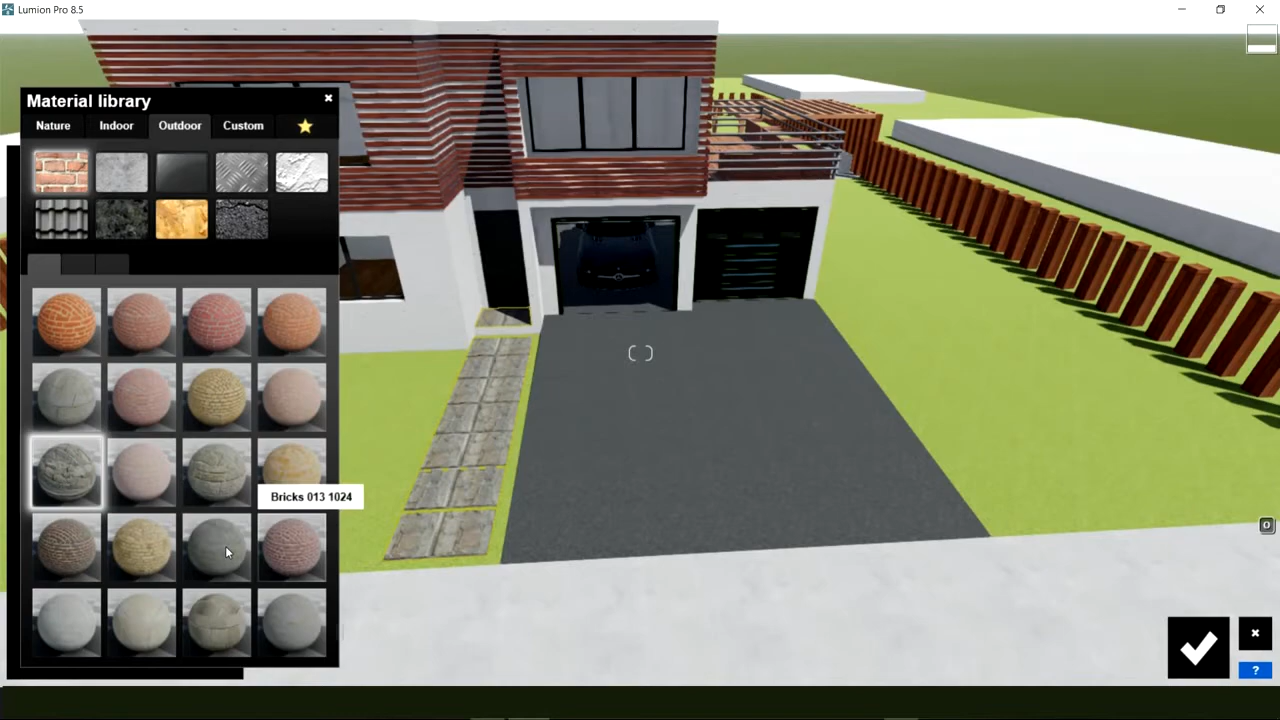 Lumion Pro 8.5
Material library
Nature Indoor Outdoor Custom
Bricks 013 1024
O
?